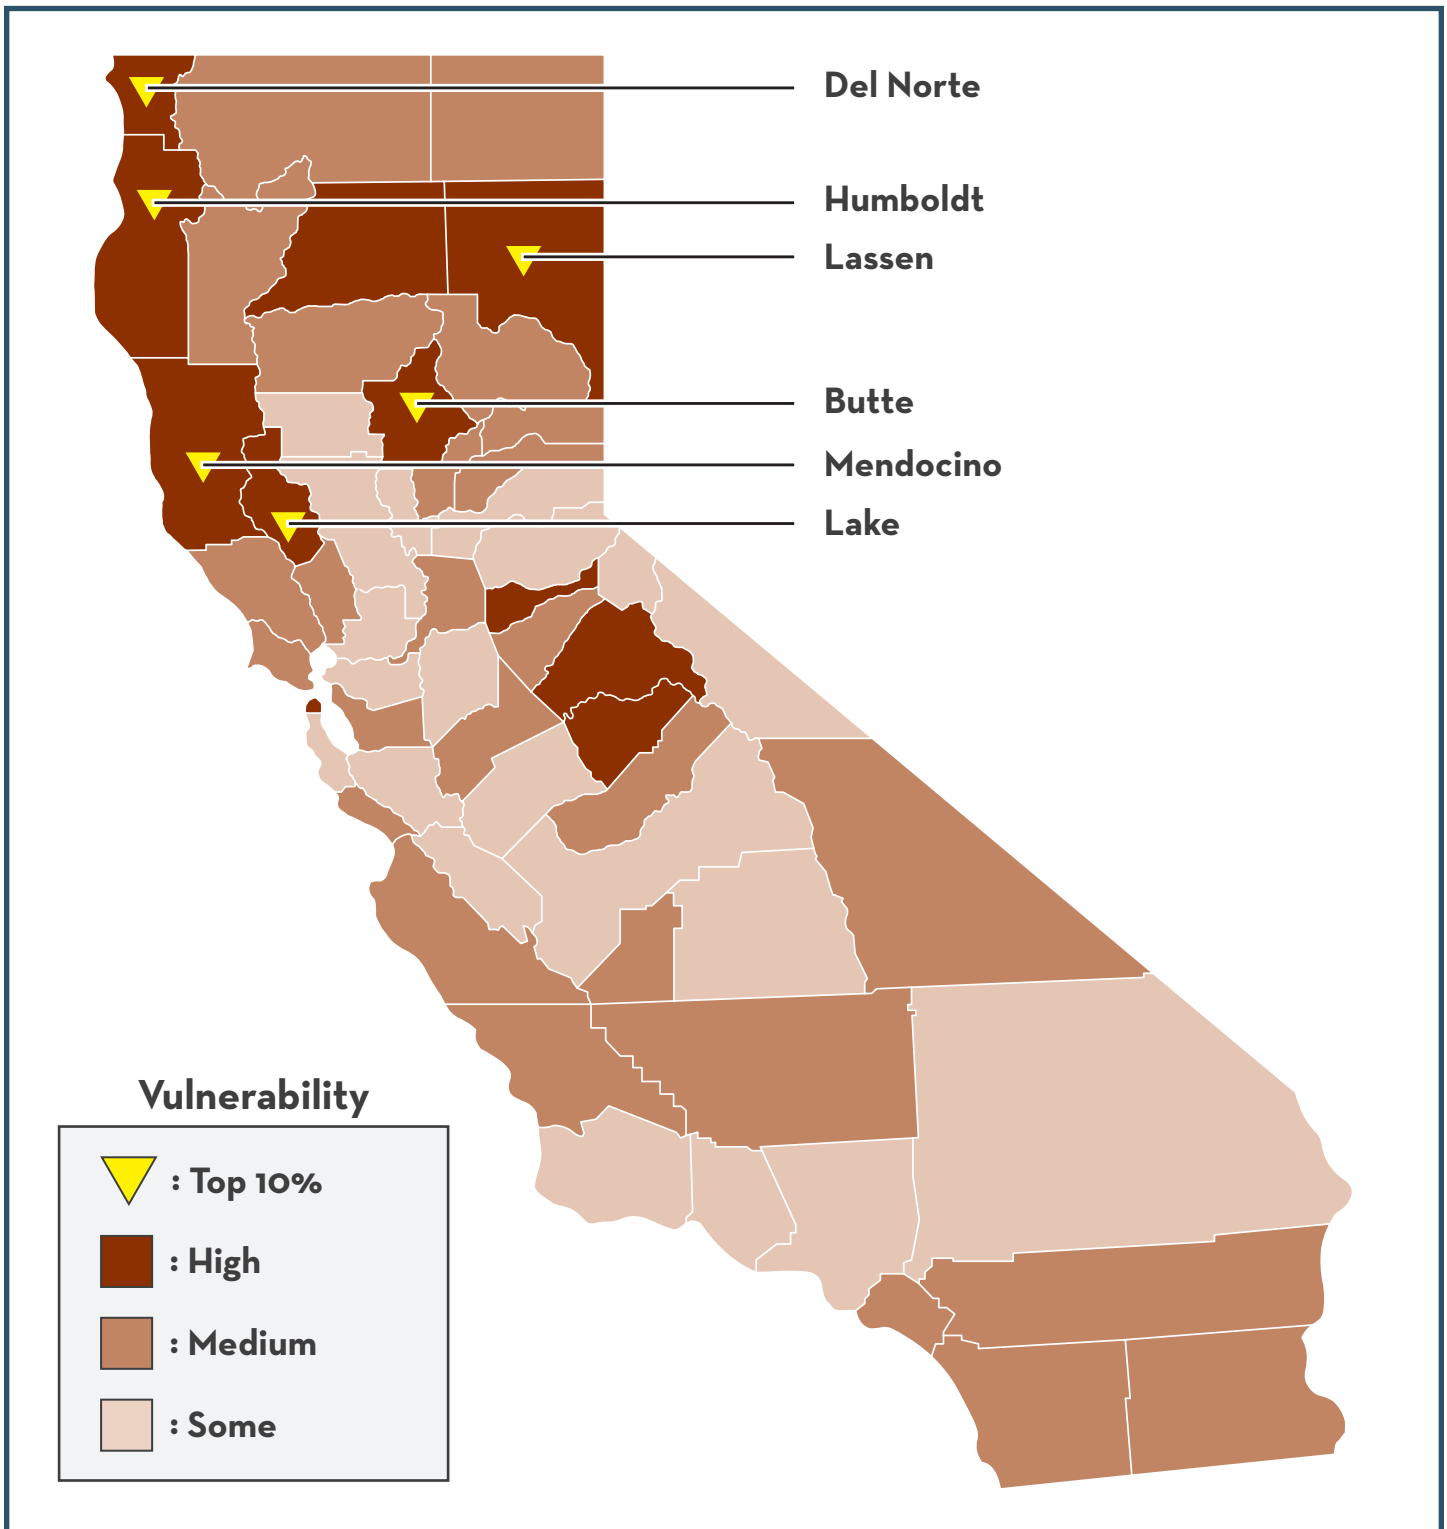 Del Norte
Humboldt
Lassen
Butte
Mendocino
Lake
Vulnerability
: Top 10%
: High
: Medium
: Some